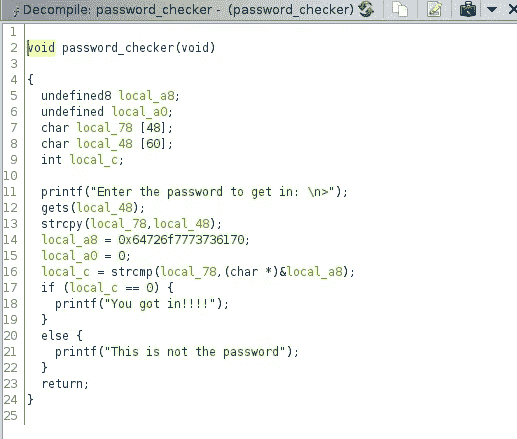 Decompile: password_checker - (password_checker)
1
2 void password_checker(void)
3
4 {
5 undefined8 local_a8;
6 undefined local_a0;
7 char local_78 [48];
8 char local_48 [60];
9 int local_c;
10
11 printf("Enter the password to get in: \n>");
12 gets(local_48);
13 strcpy(local_78,local_48);
14 local_a8 = 0x64726f7773736170;
15 local_a0 = 0;
16 local_c = strcmp(local_78,(char *)&local_a8);
17 if (local_c == 0) {
18 printf("You got in!!!!");
19 }
20 else {
21 printf("This is not the password");
22 }
23 return;
24 }
25